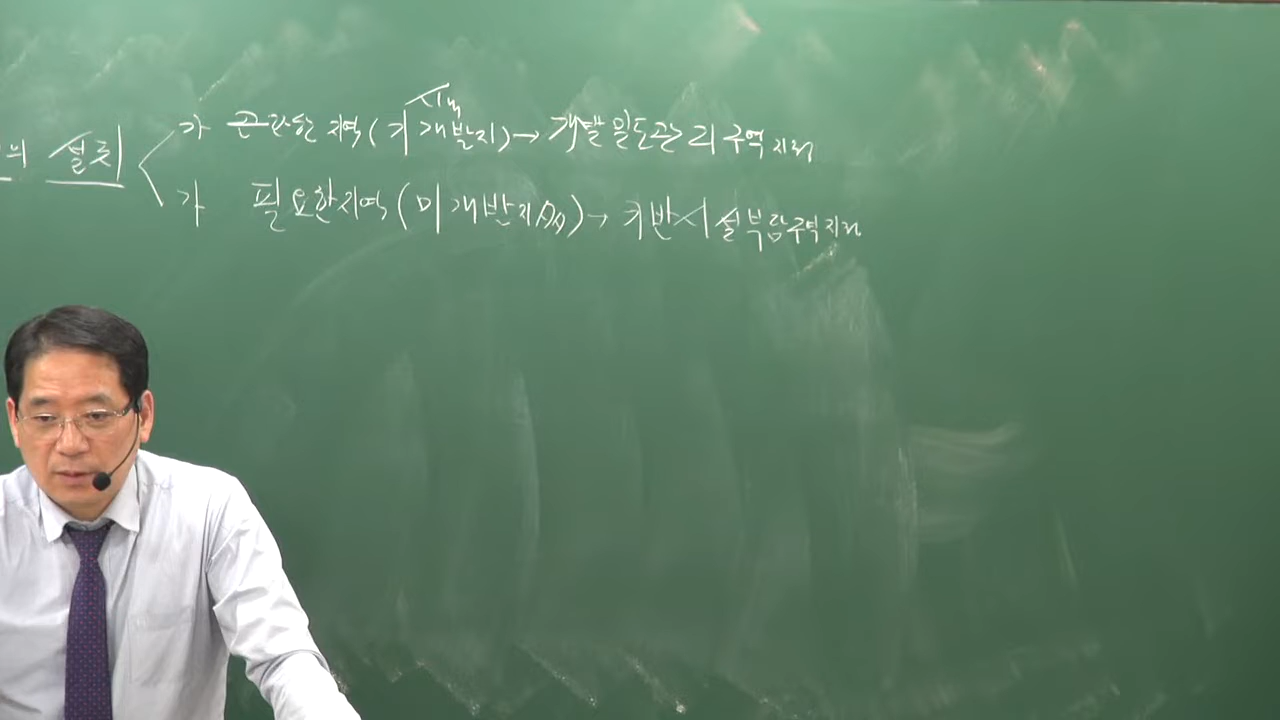 시내
의 설치 가 곤란한 지역(기개발지)→ 개발밀도관리구역 지정
가 필요한지역(미개발지 )→ 기반시설부담구역지정